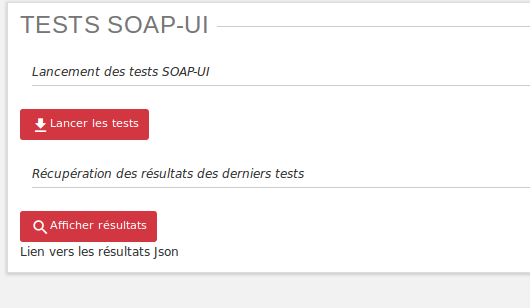 TESTS SOAP-UI
Lancement des tests SOAP-UI
Lancer les tests
Récupération des résultats des derniers tests
Afficher résultats
Lien vers les résultats Json